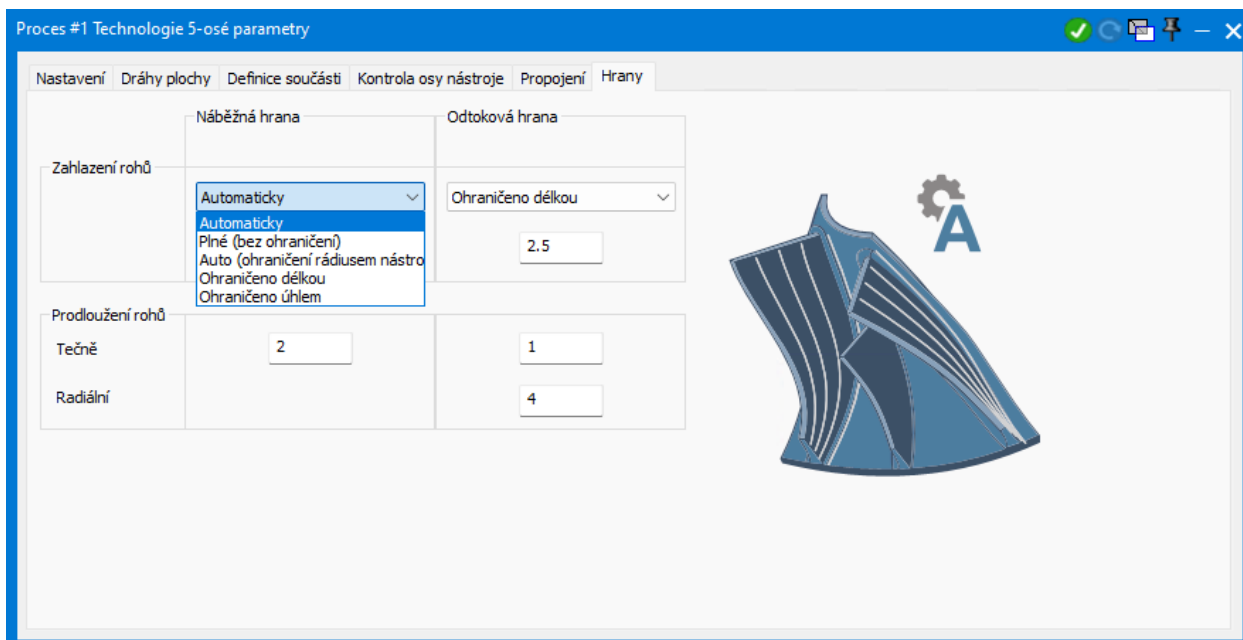 Proces #1 Technologie 5-osé parametry
Nastavení Dráhy plochy Definice součásti Kontrola osy nástroje Propojení Hrany
Náběžná hrana Odtoková hrana
Zahlazení rohů
Automaticky Ohraničeno délkou
Automaticky
Plné (bez ohraničení) 2.5
Auto (ohraničení rádiusem nástro
Ohraničeno délkou
Ohraničeno úhlem
Prodloužení rohů
Tečně 2 1
Radiální 4
A